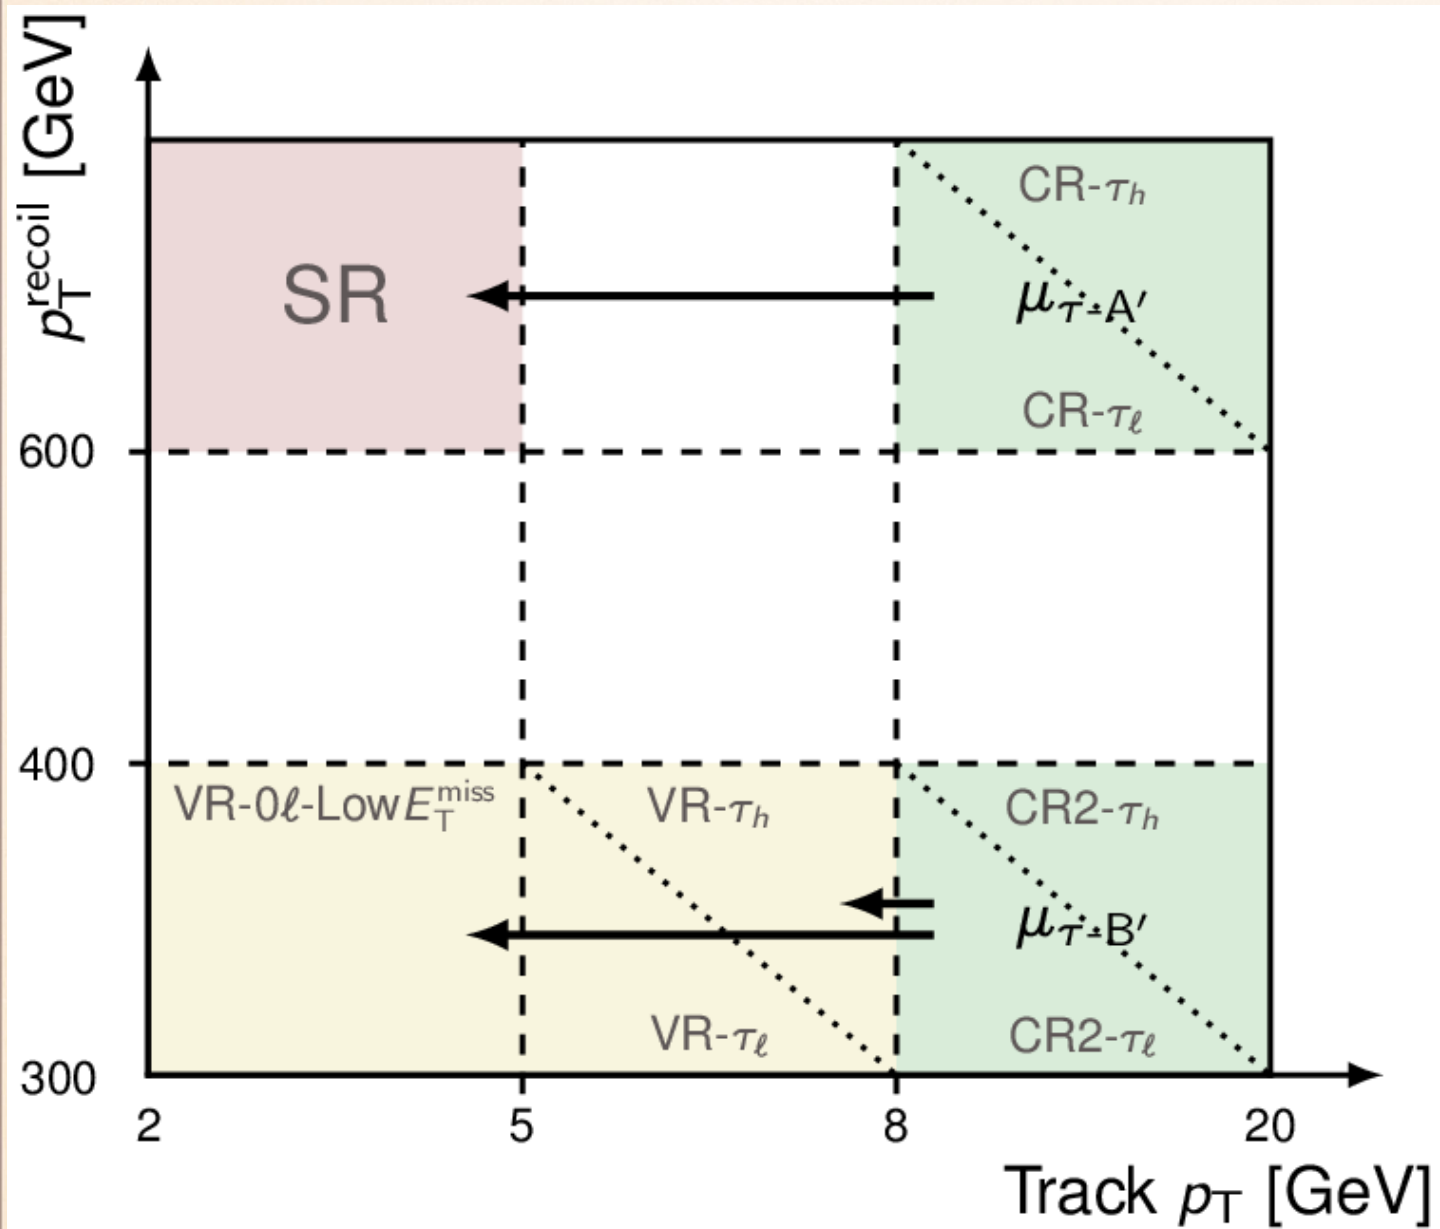 p_T^recoil [GeV]
CR-τ_h
SR
μ_τ-A′
CR-τ_ℓ
600
400
VR-0ℓ-LowE_T^miss
VR-τ_h
CR2-τ_h
μ_τ-B′
VR-τ_ℓ
CR2-τ_ℓ
300
2 5 8 20
Track p_T [GeV]